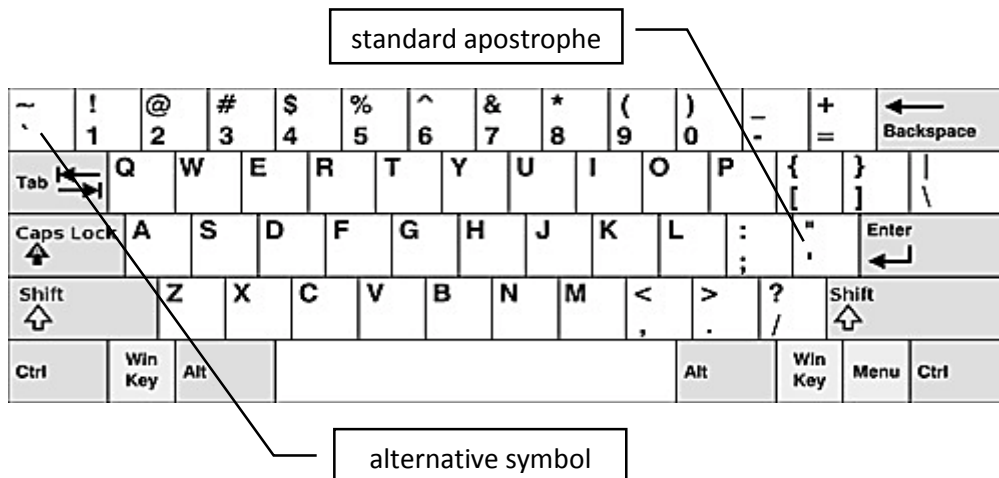 standard apostrophe
~ ! @ # $ % ^ & * ( ) _ +
` 1 2 3 4 5 6 7 8 9 0 - = Backspace
Tab Q W E R T Y U I O P { } |
[ ] \
Caps Lock A S D F G H J K L : " Enter
; '
Shift Z X C V B N M < > ? Shift
, . /
Ctrl Win Key Alt Alt Win Key Menu Ctrl
alternative symbol